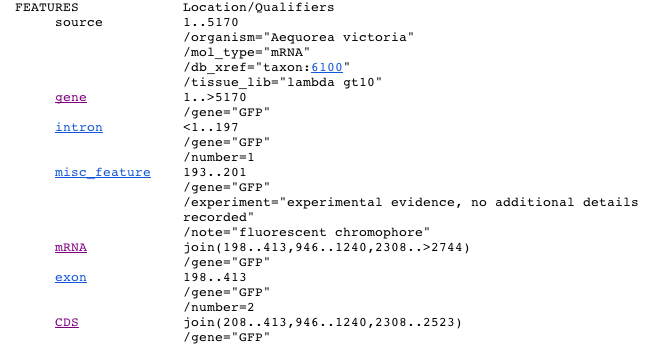 FEATURES Location/Qualifiers
source 1..5170
/organism="Aequorea victoria"
/mol_type="mRNA"
/db_xref="taxon:6100"
/tissue_lib="lambda gt10"
gene 1..>5170
/gene="GFP"
intron <1..197
/gene="GFP"
/number=1
misc_feature 193..201
/gene="GFP"
/experiment="experimental evidence, no additional details
recorded"
/note="fluorescent chromophore"
mRNA join(198..413,946..1240,2308..>2744)
/gene="GFP"
exon 198..413
/gene="GFP"
/number=2
CDS join(208..413,946..1240,2308..2523)
/gene="GFP"